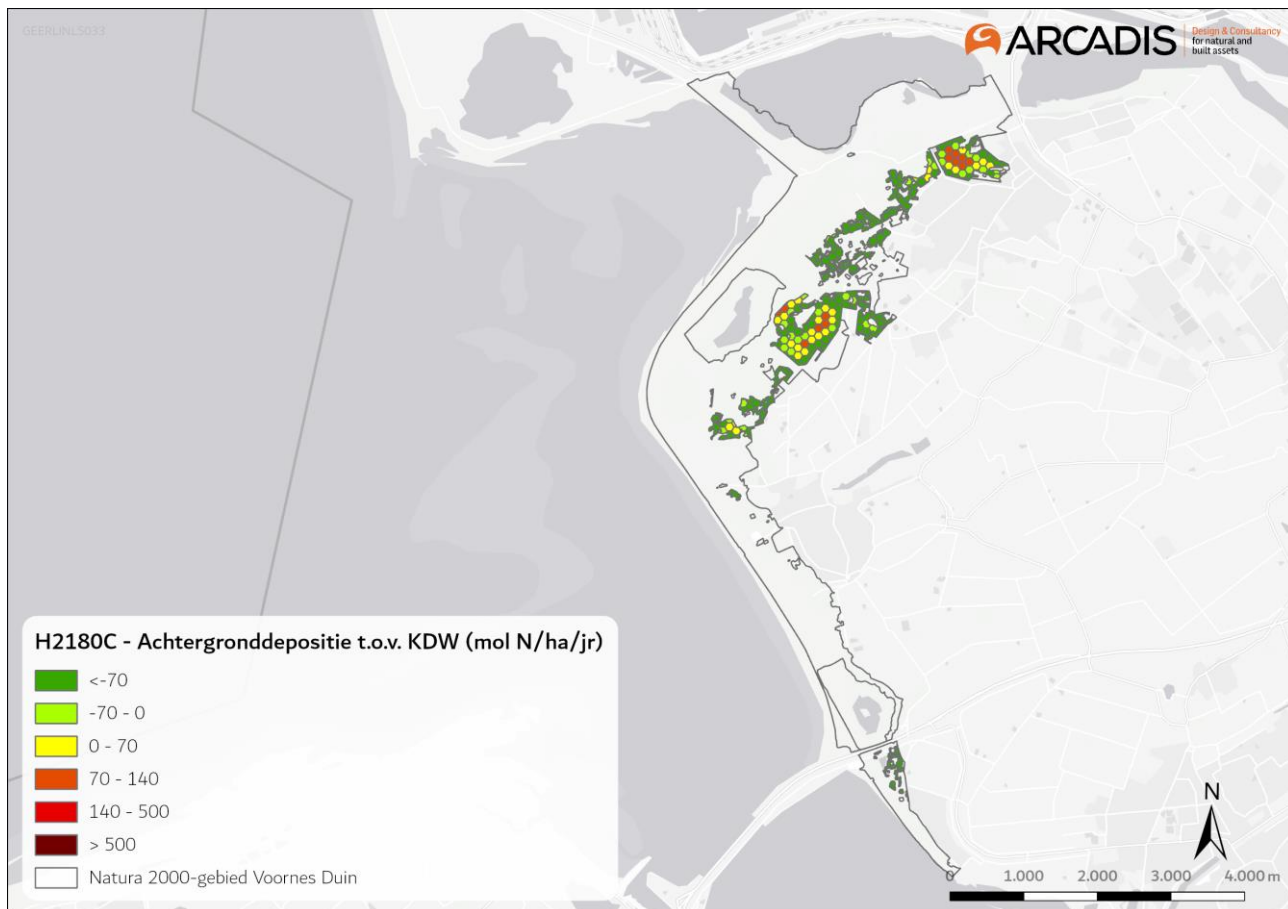 GEERLINL5033
ARCADIS
Design & Consultancy
for natural and
built assets
H2180C - Achtergronddepositie t.o.v. KDW (mol N/ha/jr)
<-70
-70 - 0
0 - 70
70 - 140
140 - 500
> 500
Natura 2000-gebied Voornes Duin
N
0 1.000 2.000 3.000 4.000 m